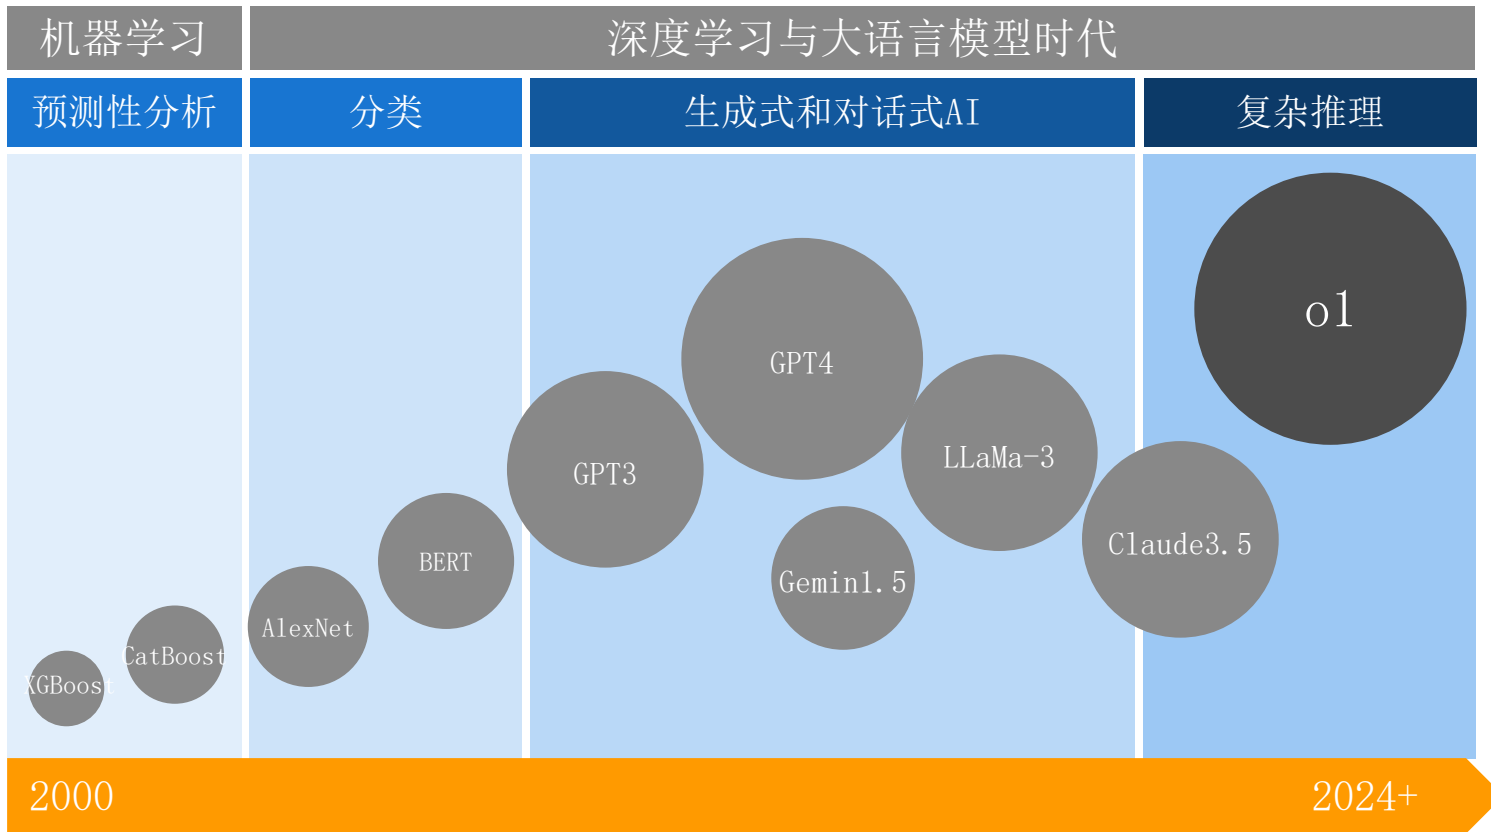 机器学习
深度学习与大语言模型时代
预测性分析
分类
生成式和对话式AI
复杂推理
o1
GPT4
LLaMa-3
GPT3
Claude3.5
BERT
Gemin1.5
AlexNet
CatBoost
XGBoost
2000
2024+